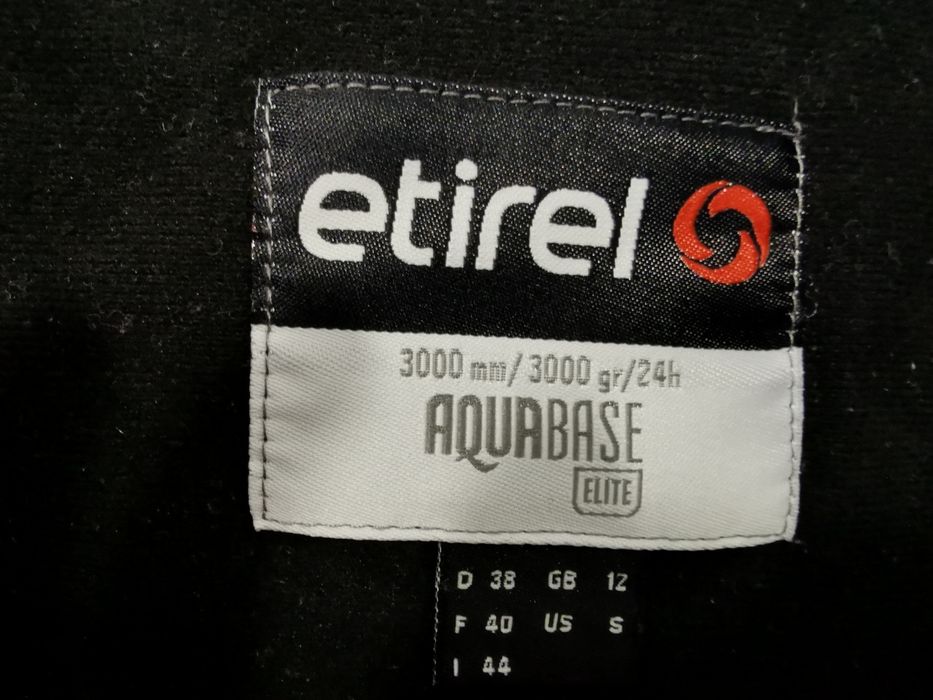 etirel
3000 mm/3000 gr/24h
AQUABASE
ELITE
D 38 GB 12
F 40 US S
I 44